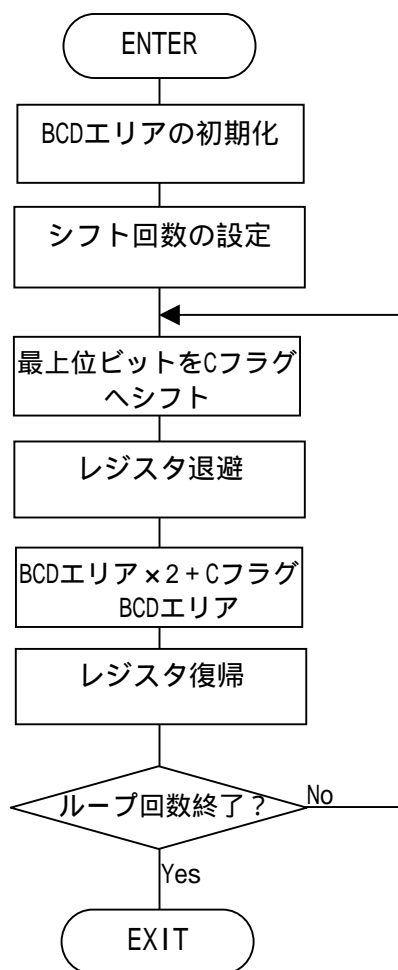 ENTER
BCDエリアの初期化
シフト回数の設定
最上位ビットをCフラグ
へシフト
レジスタ退避
BCDエリア×2+Cフラグ
BCDエリア
レジスタ復帰
ループ回数終了?
No
Yes
EXIT